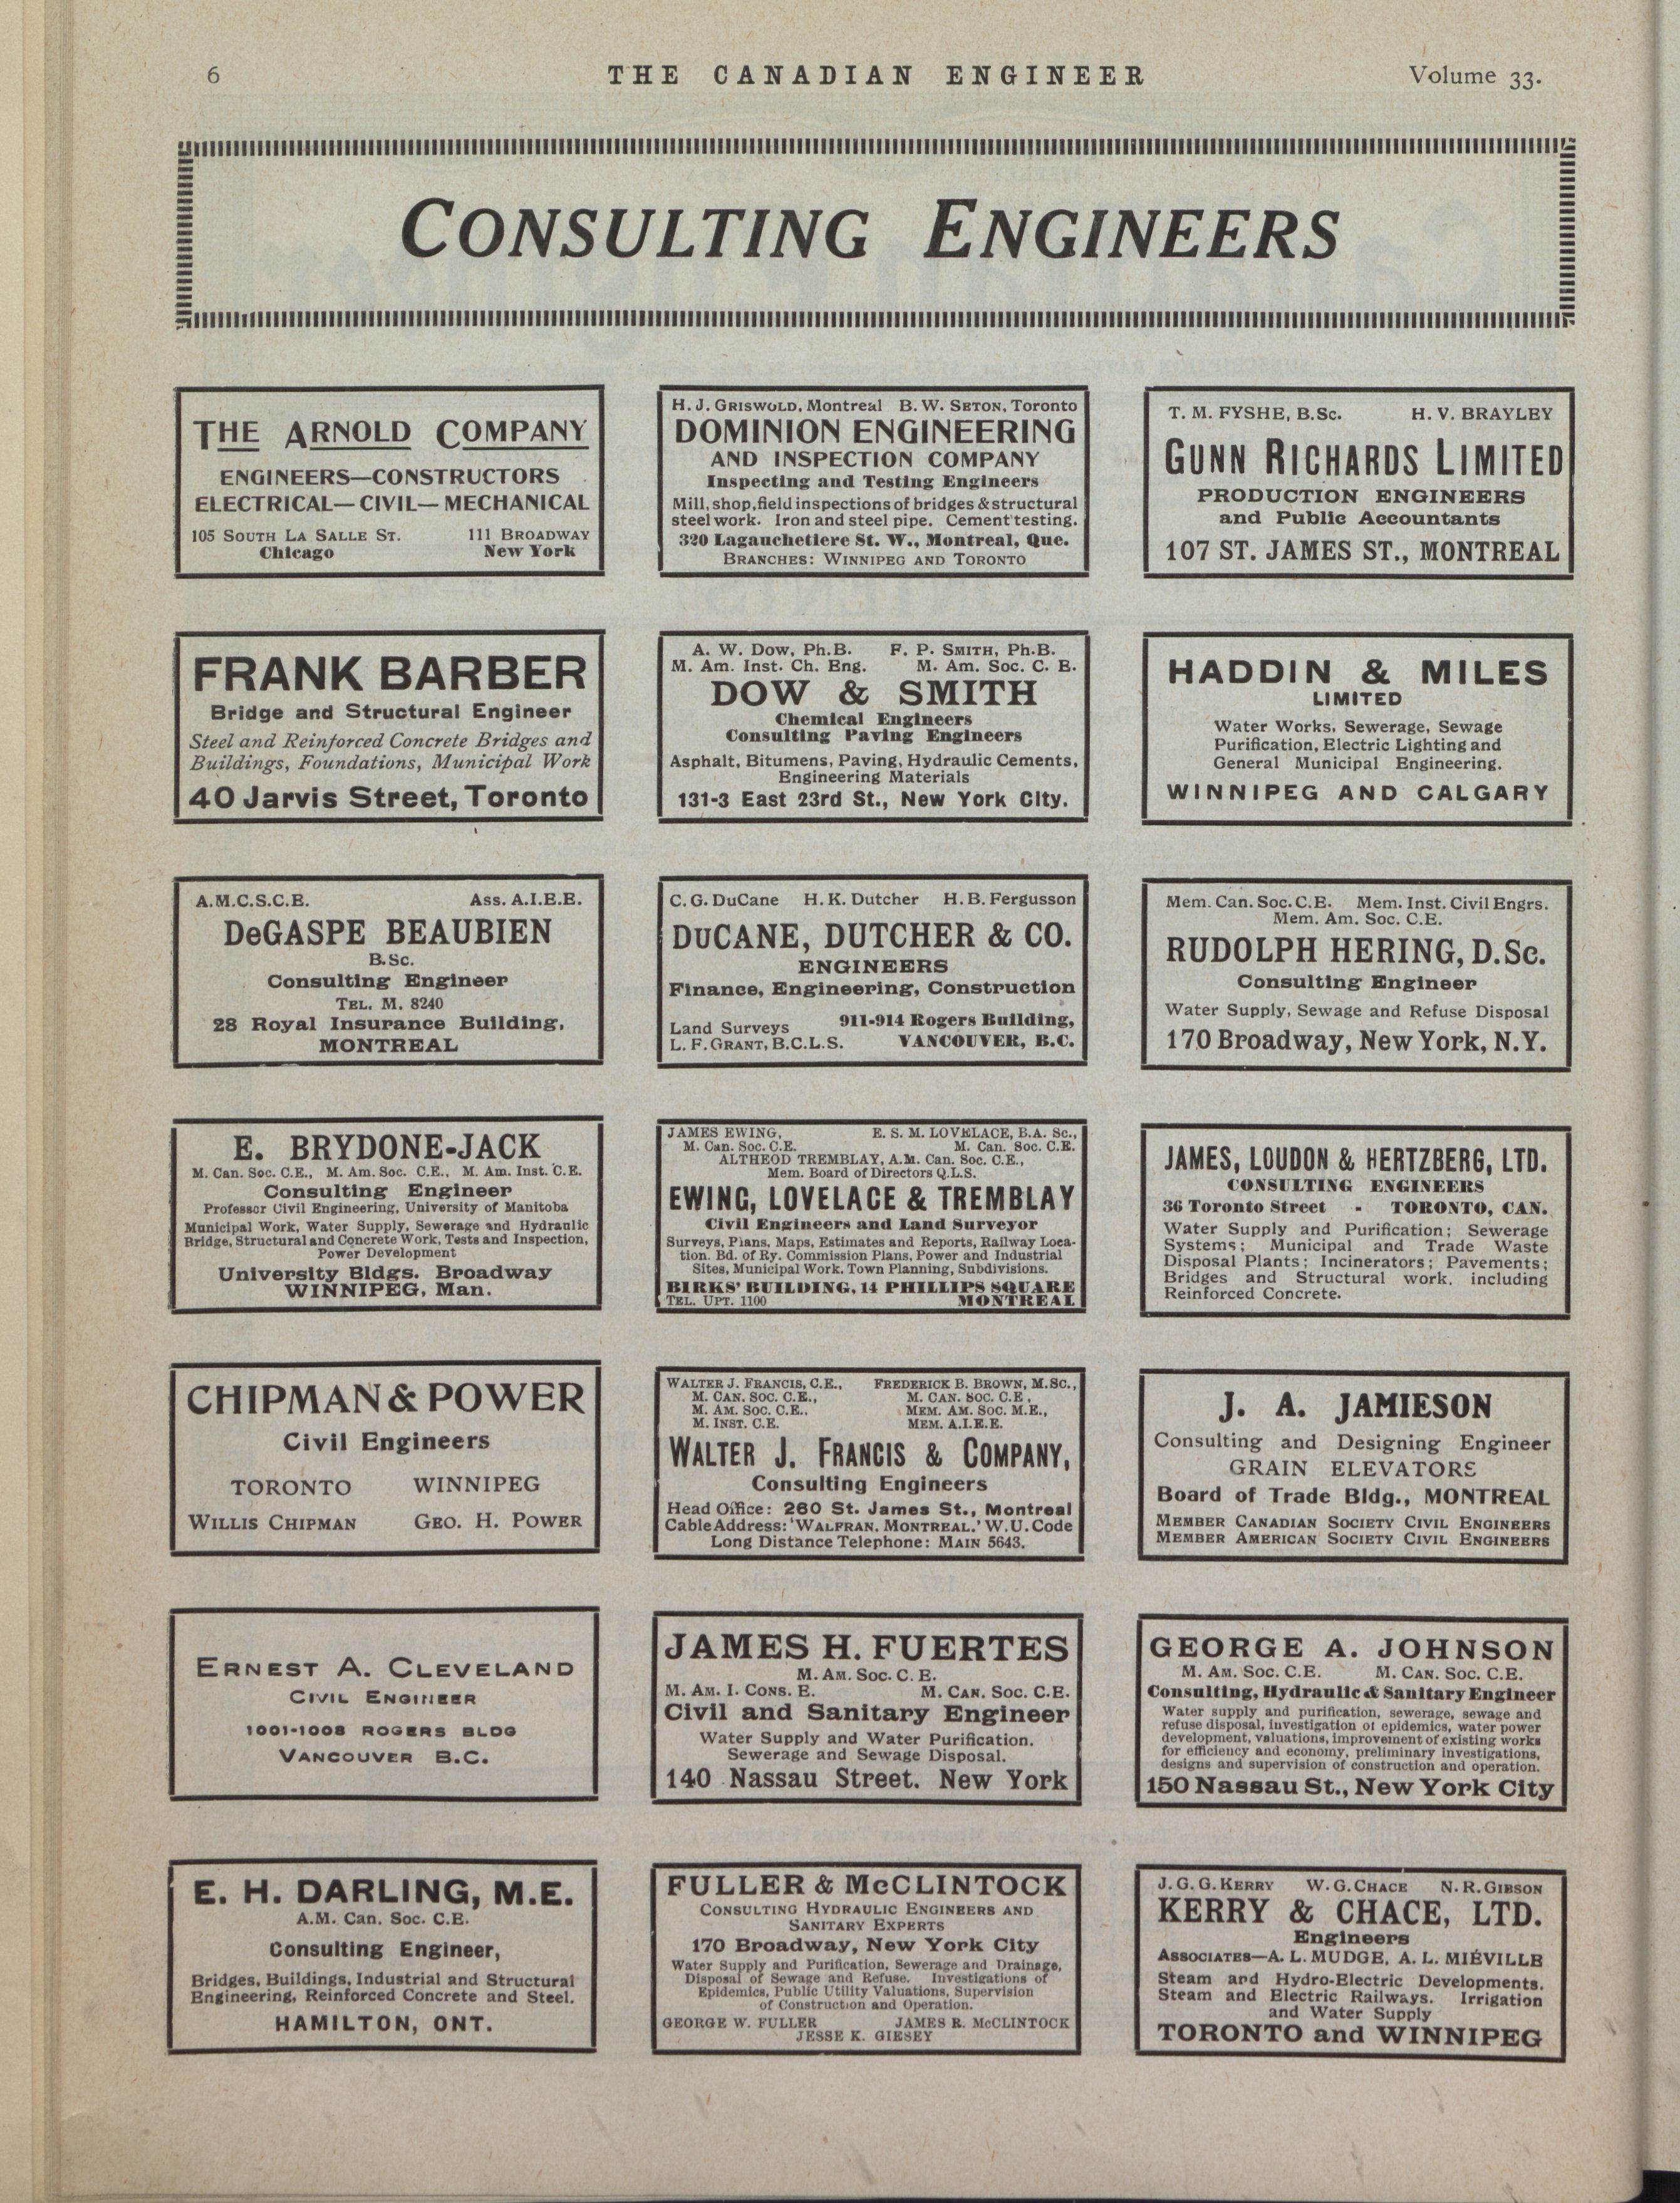 6
THE CANADIAN ENGINEER
Volume 33.
CONSULTING ENGINEERS
THE ARNOLD COMPANY
ENGINEERS—CONSTRUCTORS
ELECTRICAL—CIVIL—MECHANICAL
105 SOUTH LA SALLE ST. 111 BROADWAY
Chicago New York
H. J. GRISWOLD, Montreal B. W. SETON, Toronto
DOMINION ENGINEERING
AND INSPECTION COMPANY
Inspecting and Testing Engineers
Mill, shop, field inspections of bridges & structural
steel work. Iron and steel pipe. Cement testing.
320 Lagauchetiere St. W., Montreal, Que.
BRANCHES: WINNIPEG AND TORONTO
T. M. FYSHE, B.Sc. H. V. BRAYLEY
GUNN RICHARDS LIMITED
PRODUCTION ENGINEERS
and Public Accountants
107 ST. JAMES ST., MONTREAL
FRANK BARBER
Bridge and Structural Engineer
Steel and Reinforced Concrete Bridges and
Buildings, Foundations, Municipal Work
40 Jarvis Street, Toronto
A. W. Dow, Ph.B. F. P. SMITH, Ph.B.
M. Am. Inst. Ch. Eng. M. Am. Soc. C. E.
DOW & SMITH
Chemical Engineers
Consulting Paving Engineers
Asphalt, Bitumens, Paving, Hydraulic Cements,
Engineering Materials
131-3 East 23rd St., New York City.
HADDIN & MILES
LIMITED
Water Works, Sewerage, Sewage
Purification, Electric Lighting and
General Municipal Engineering.
WINNIPEG AND CALGARY
A.M.C.S.C.E. Ass. A.I.E.E.
DeGASPE BEAUBIEN
B.Sc.
Consulting Engineer
TEL. M. 8240
28 Royal Insurance Building,
MONTREAL
C. G. DuCane H. K. Dutcher H. B. Fergusson
DUCANE, DUTCHER & CO.
ENGINEERS
Finance, Engineering, Construction
Land Surveys 911-914 Rogers Building,
L. F. GRANT, B.C.L.S. VANCOUVER, B.C.
Mem. Can. Soc. C.E. Mem. Inst. Civil Engrs.
Mem. Am. Soc. C.E.
RUDOLPH HERING, D.Sc.
Consulting Engineer
Water Supply, Sewage and Refuse Disposal
170 Broadway, New York, N.Y.
E. BRYDONE-JACK
M. Can. Soc. C.E., M. Am. Soc. C.E., M. Am. Inst. C.E.
Consulting Engineer
Professor Civil Engineering, University of Manitoba
Municipal Work, Water Supply, Sewerage and Hydraulic
Bridge, Structural and Concrete Work, Tests and Inspection,
Power Development
University Bldgs. Broadway
WINNIPEG, Man.
JAMES EWING, E. S. M. LOVELACE, B.A. Sc.,
M. Can. Soc. C.E. M. Can. Soc. C.E.
ALTHEOD TREMBLAY, A.M. Can. Soc. C.E.,
Mem. Board of Directors Q.L.S.
EWING, LOVELACE & TREMBLAY
Civil Engineers and Land Surveyor
Surveys, Plans, Maps, Estimates and Reports, Railway Loca-
tion. Bd. of Ry. Commission Plans, Power and Industrial
Sites, Municipal Work. Town Planning, Subdivisions.
BIRKS' BUILDING, 14 PHILLIPS SQUARE
TEL. UPT. 1100 MONTREAL
JAMES, LOUDON & HERTZBERG, LTD.
CONSULTING ENGINEERS
36 Toronto Street - TORONTO, CAN.
Water Supply and Purification; Sewerage
Systems; Municipal and Trade Waste
Disposal Plants; Incinerators; Pavements;
Bridges and Structural work, including
Reinforced Concrete.
CHIPMAN & POWER
Civil Engineers
TORONTO WINNIPEG
WILLIS CHIPMAN GEO. H. POWER
WALTER J. FRANCIS, C.E., FREDERICK B. BROWN, M.SC.,
M. CAN. SOC. C.E., M. CAN. SOC. C.E.,
M. AM. SOC. C.E., MEM. AM. SOC. M.E.,
M. INST. C.E. MEM. A.I.E.E.
WALTER J. FRANCIS & COMPANY,
Consulting Engineers
Head Office: 260 St. James St., Montreal
Cable Address: 'WALFRAN, MONTREAL.' W.U. Code
Long Distance Telephone: MAIN 5643.
J. A. JAMIESON
Consulting and Designing Engineer
GRAIN ELEVATORS
Board of Trade Bldg., MONTREAL
MEMBER CANADIAN SOCIETY CIVIL ENGINEERS
MEMBER AMERICAN SOCIETY CIVIL ENGINEERS
ERNEST A. CLEVELAND
CIVIL ENGINEER
1001-1008 ROGERS BLDG
VANCOUVER B.C.
JAMES H. FUERTES
M. AM. SOC. C. E.
M. AM. I. CONS. E. M. CAN. SOC. C.E.
Civil and Sanitary Engineer
Water Supply and Water Purification.
Sewerage and Sewage Disposal.
140 Nassau Street. New York
GEORGE A. JOHNSON
M. AM. SOC. C.E. M. CAN. SOC. C.E.
Consulting, Hydraulic & Sanitary Engineer
Water supply and purification, sewerage, sewage and
refuse disposal, investigation of epidemics, water power
development, valuations, improvement of existing works
for efficiency and economy, preliminary investigations,
designs and supervision of construction and operation.
150 Nassau St., New York City
E. H. DARLING, M.E.
A.M. Can. Soc. C.E.
Consulting Engineer,
Bridges, Buildings, Industrial and Structural
Engineering, Reinforced Concrete and Steel.
HAMILTON, ONT.
FULLER & McCLINTOCK
CONSULTING HYDRAULIC ENGINEERS AND
SANITARY EXPERTS
170 Broadway, New York City
Water Supply and Purification, Sewerage and Drainage,
Disposal of Sewage and Refuse. Investigations of
Epidemics, Public Utility Valuations, Supervision
of Construction and Operation.
GEORGE W. FULLER JAMES R. McCLINTOCK
JESSE K. GIESEY
J. G. G. KERRY W. G. CHACE N. R. GIBSON
KERRY & CHACE, LTD.
Engineers
ASSOCIATES—A. L. MUDGE, A. L. MIÉVILLE
Steam and Hydro-Electric Developments.
Steam and Electric Railways. Irrigation
and Water Supply
TORONTO and WINNIPEG